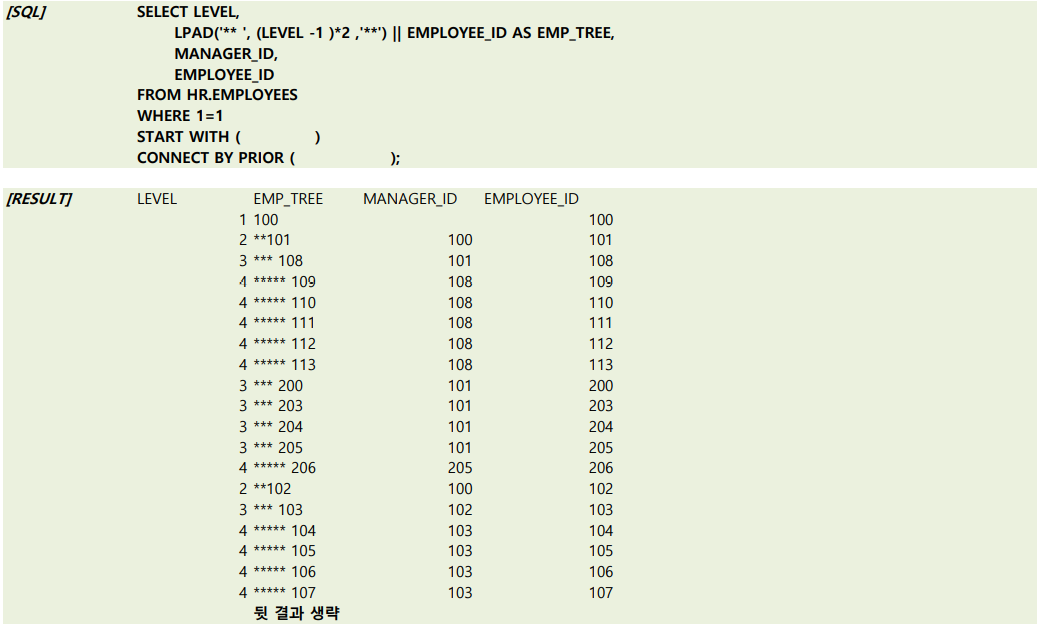 [SQL] SELECT LEVEL,
LPAD('** ', (LEVEL -1 )*2 ,'**') || EMPLOYEE_ID AS EMP_TREE,
MANAGER_ID,
EMPLOYEE_ID
FROM HR.EMPLOYEES
WHERE 1=1
START WITH ( )
CONNECT BY PRIOR ( );
[RESULT] LEVEL EMP_TREE MANAGER_ID EMPLOYEE_ID
1 100 100
2 **101 100 101
3 *** 108 101 108
4 ***** 109 108 109
4 ***** 110 108 110
4 ***** 111 108 111
4 ***** 112 108 112
4 ***** 113 108 113
3 *** 200 101 200
3 *** 203 101 203
3 *** 204 101 204
3 *** 205 101 205
4 ***** 206 205 206
2 **102 100 102
3 *** 103 102 103
4 ***** 104 103 104
4 ***** 105 103 105
4 ***** 106 103 106
4 ***** 107 103 107
뒷 결과 생략